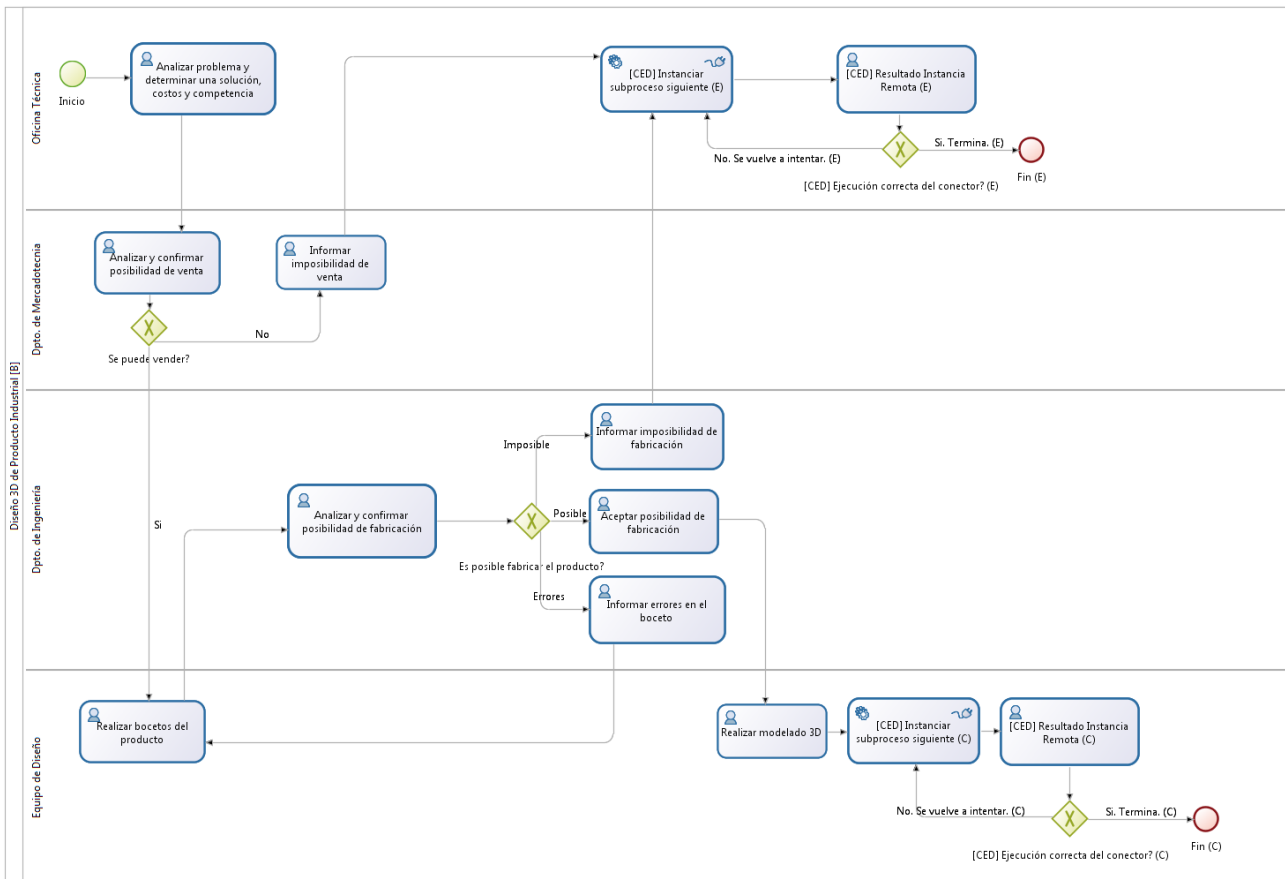 Diseño 3D de Producto Industrial [B]
Oficina Técnica
Inicio
Analizar problema y
determinar una solución,
costos y competencia
[CED] Instanciar
subproceso siguiente (E)
[CED] Resultado Instancia
Remota (E)
No. Se vuelve a intentar. (E)
Si. Termina. (E)
Fin (E)
[CED] Ejecución correcta del conector? (E)
Dpto. de Mercadotecnia
Analizar y confirmar
posibilidad de venta
Informar
imposibilidad de
venta
No
Se puede vender?
Si
Dpto. de Ingeniería
Analizar y confirmar
posibilidad de fabricación
Es posible fabricar el producto?
Imposible
Informar imposibilidad de
fabricación
Posible
Aceptar posibilidad de
fabricación
Errores
Informar errores en el
boceto
Equipo de Diseño
Realizar bocetos del
producto
Realizar modelado 3D
[CED] Instanciar
subproceso siguiente (C)
[CED] Resultado Instancia
Remota (C)
No. Se vuelve a intentar. (C)
Si. Termina. (C)
Fin (C)
[CED] Ejecución correcta del conector? (C)